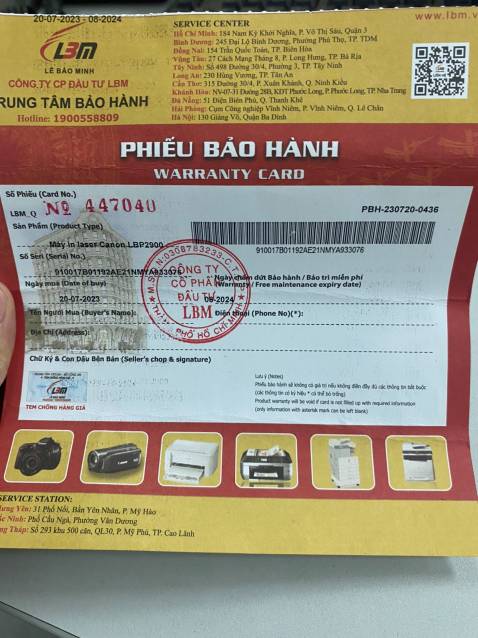 20-07-2023 - 08-2024
LBM
LÊ BẢO MINH
CÔNG TY CP ĐẦU TƯ LBM
RUNG TÂM BẢO HÀNH
Hotline: 1900558809
SERVICE CENTER
Hồ Chí Minh: 184 Nam Kỳ Khởi Nghĩa, P. Võ Thị Sáu, Quận 3
Bình Dương: 245 Đại Lộ Bình Dương, Phường Phú Thọ, TP. TDM
Đồng Nai: 154 Trần Quốc Toản, TP. Biên Hòa
Vũng Tàu: 27 Cách Mạng Tháng 8, P. Long Hưng, TP. Bà Rịa
Tây Ninh: Số 498 Đường 30/4, Phường 3, TP. Tây Ninh
Long An: 230 Hùng Vương, TP. Tân An
Cần Thơ: 315 Đường 30/4, P. Xuân Khánh, Q. Ninh Kiều
Khánh Hòa: NV-07-31 Đường 28B, KDT Phước Long, P. Phước Long, TP. Nha Trang
Đà Nẵng: 51 Điện Biên Phủ, Q. Thanh Khê
Hải Phòng: Cụm Công nghiệp Vĩnh Niệm, P. Vĩnh Niệm, Q. Lê Chân
Hà Nội: 130 Giảng Võ, Quận Ba Đình
www.lbm.v
PHIẾU BẢO HÀNH
WARRANTY CARD
Số Phiếu (Card No.)
LBM_Q Nº 447040
PBH-230720-0436
Sản Phẩm (Product Type)
Máy in laser Canon LBP2900
910017B01192AE21NMYA933076
Số Sêri (Serial No.)
910017B01192AE21NMYA933076
Ngày mua (Date of buy)
Ngày chấm dứt Bảo hành / Bảo trì miễn phí
(Warranty / Free maintenance expiry date)
20-07-2023
08-2024
Tên Người Mua (Buyer's Name):
Điện thoại (Phone No)(*):
Địa Chỉ (Address):
M.S.D.N:0306783233-C.T
CÔNG TY
CỔ PHẦN
ĐẦU TƯ
LBM
THÀNH PHỐ HỒ CHÍ MINH
Chữ Ký & Con Dấu Bên Bán (Seller's chop & signature)
LBM
TEM CHỐNG HÀNG GIẢ
Lưu ý (Notes)
Phiếu bảo hành sẽ không có giá trị nếu không điền đầy đủ các thông tin bắt buộc
(các thông tin có ký hiệu * có thể bỏ trống)
Product warranty will be void if card is not filled up with required information
(only information with asterisk mark can be left blank)
SERVICE STATION:
ưng Yên: 31 Phố Nối, Bần Yên Nhân, P. Mỹ Hào
ắc Ninh: Phố Cầu Ngà, Phường Vân Dương
ng Tháp: Số 293 khu 500 căn, QL30, P. Mỹ Phú, TP. Cao Lãnh